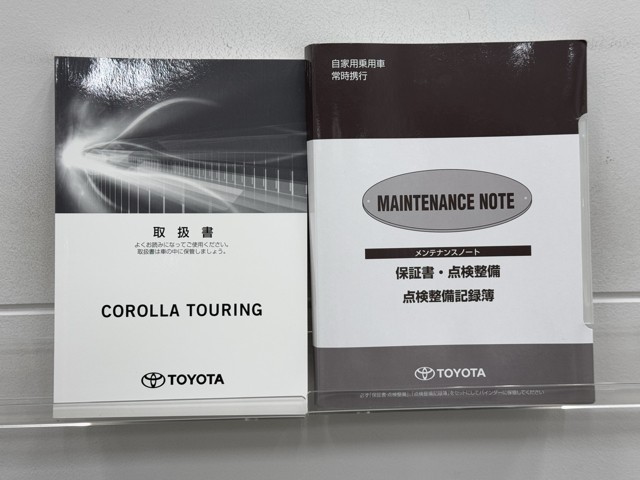 取扱書
よくお読みになってご使用ください。
取扱書は車の中に保管しましょう。
COROLLA TOURING
TOYOTA
自家用乗用車
常時携行
MAINTENANCE NOTE
メンテナンスノート
保証書・点検整備
点検整備記録簿
TOYOTA